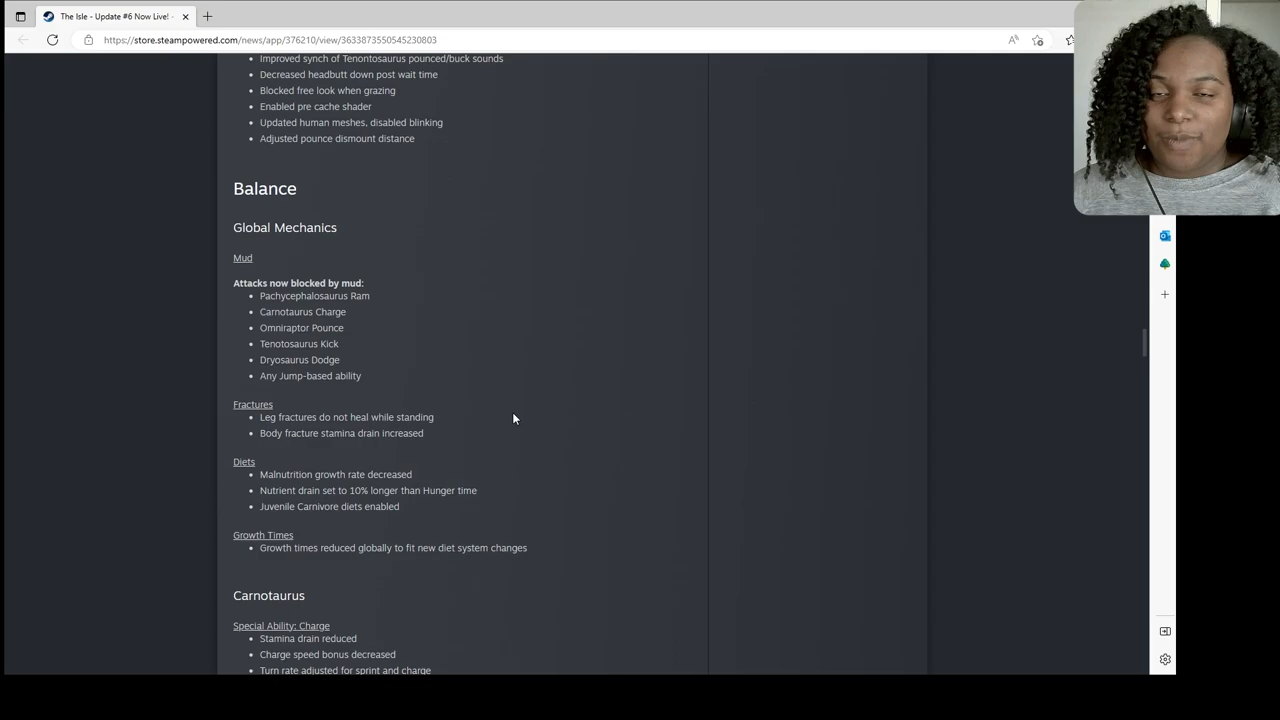 The Isle - Update #6 Now Live! -
https://store.steampowered.com/news/app/376210/view/3633873550545230803
Improved synch of Tenontosaurus pounced/buck sounds
Decreased headbutt down post wait time
Blocked free look when grazing
Enabled pre cache shader
Updated human meshes, disabled blinking
Adjusted pounce dismount distance
Balance
Global Mechanics
Mud
Attacks now blocked by mud:
Pachycephalosaurus Ram
Carnotaurus Charge
Omniraptor Pounce
Tenotosaurus Kick
Dryosaurus Dodge
Any Jump-based ability
Fractures
Leg fractures do not heal while standing
Body fracture stamina drain increased
Diets
Malnutrition growth rate decreased
Nutrient drain set to 10% longer than Hunger time
Juvenile Carnivore diets enabled
Growth Times
Growth times reduced globally to fit new diet system changes
Carnotaurus
Special Ability: Charge
Stamina drain reduced
Charge speed bonus decreased
Turn rate adjusted for sprint and charge